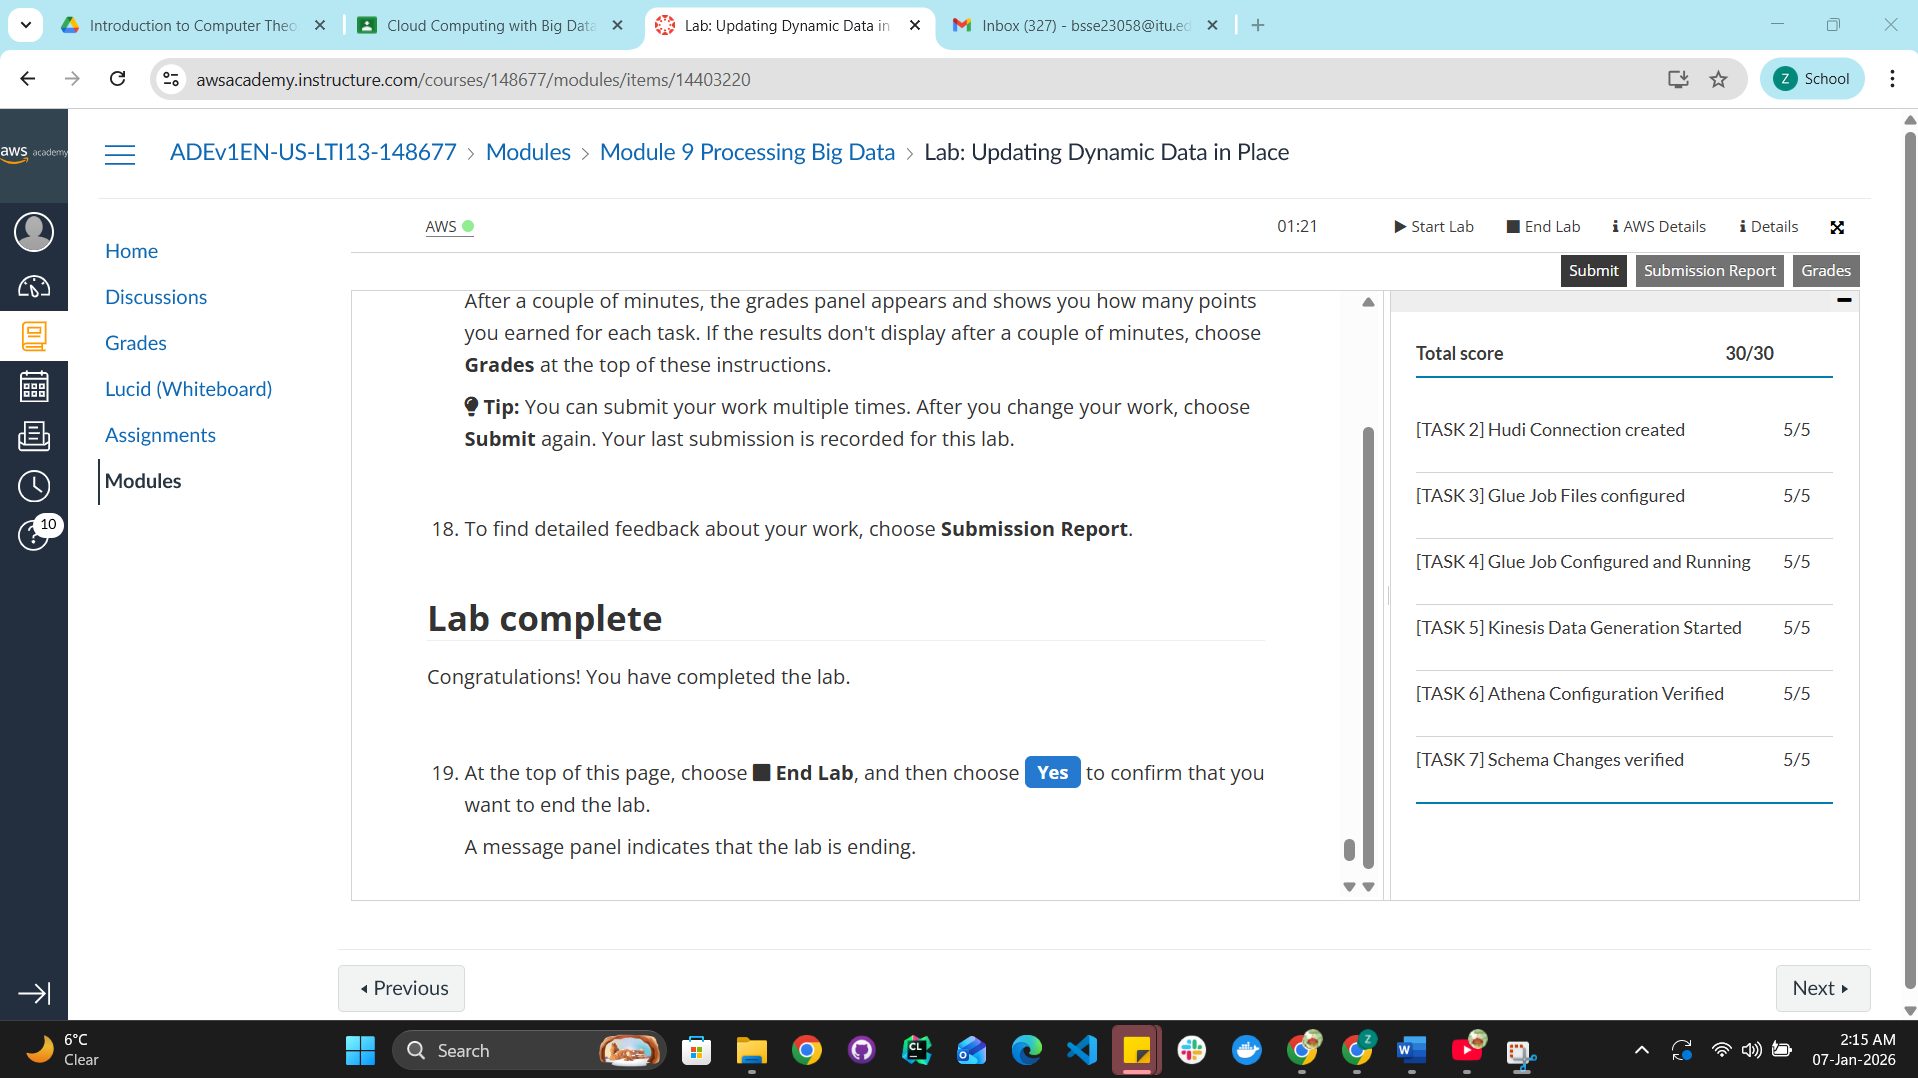 Introduction to Computer Theo
Cloud Computing with Big Data
Lab: Updating Dynamic Data in
Inbox (327) - bsse23058@itu.ed
awsacademy.instructure.com/courses/148677/modules/items/14403220
Z School
aws academy
ADEv1EN-US-LTI13-148677 › Modules › Module 9 Processing Big Data › Lab: Updating Dynamic Data in Place
Home
Discussions
Grades
Lucid (Whiteboard)
Assignments
Modules
10
AWS
01:21
Start Lab
End Lab
AWS Details
Details
Submit
Submission Report
Grades
After a couple of minutes, the grades panel appears and shows you how many points
you earned for each task. If the results don't display after a couple of minutes, choose
Grades at the top of these instructions.
Tip: You can submit your work multiple times. After you change your work, choose
Submit again. Your last submission is recorded for this lab.
18. To find detailed feedback about your work, choose Submission Report.
Lab complete
Congratulations! You have completed the lab.
19. At the top of this page, choose End Lab, and then choose Yes to confirm that you
want to end the lab.
A message panel indicates that the lab is ending.
Total score 30/30
[TASK 2] Hudi Connection created 5/5
[TASK 3] Glue Job Files configured 5/5
[TASK 4] Glue Job Configured and Running 5/5
[TASK 5] Kinesis Data Generation Started 5/5
[TASK 6] Athena Configuration Verified 5/5
[TASK 7] Schema Changes verified 5/5
Previous
Next
6°C
Clear
Search
CL
Z
W
2:15 AM
07-Jan-2026